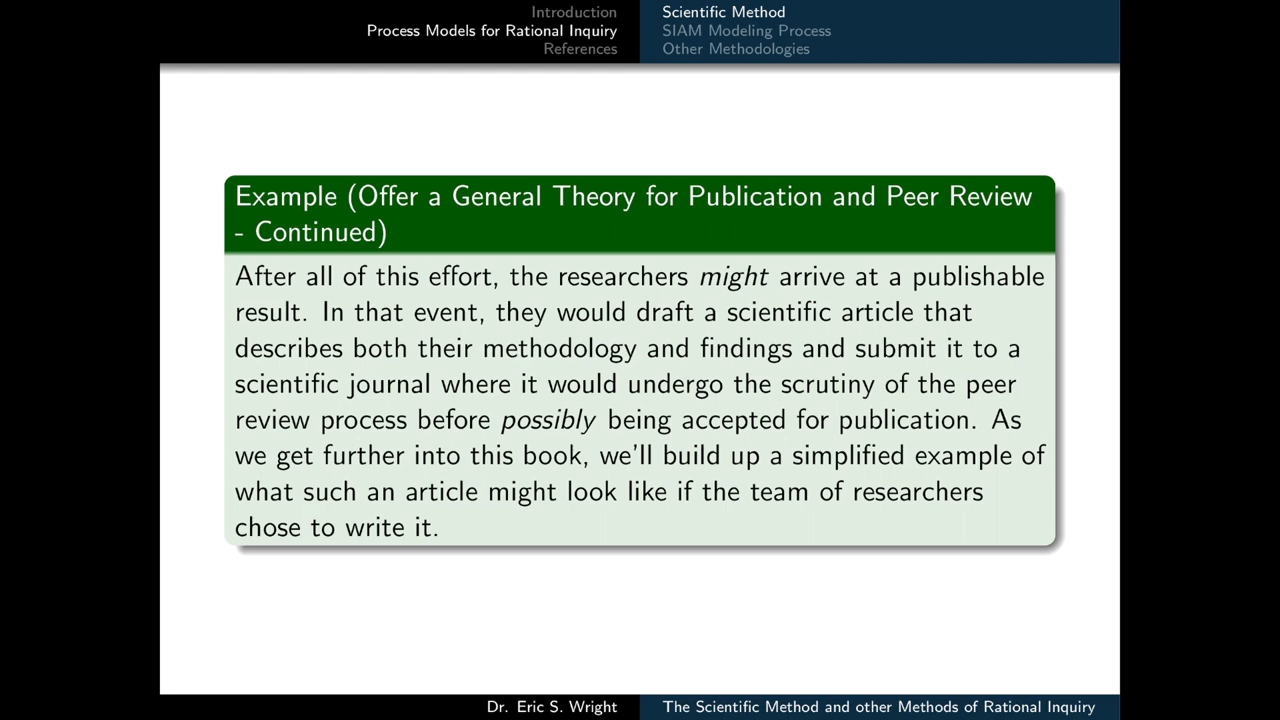 Introduction
Process Models for Rational Inquiry
References
Scientific Method
SIAM Modeling Process
Other Methodologies
Example (Offer a General Theory for Publication and Peer Review
- Continued)
After all of this effort, the researchers might arrive at a publishable
result. In that event, they would draft a scientific article that
describes both their methodology and findings and submit it to a
scientific journal where it would undergo the scrutiny of the peer
review process before possibly being accepted for publication. As
we get further into this book, we'll build up a simplified example of
what such an article might look like if the team of researchers
chose to write it.
Dr. Eric S. Wright
The Scientific Method and other Methods of Rational Inquiry